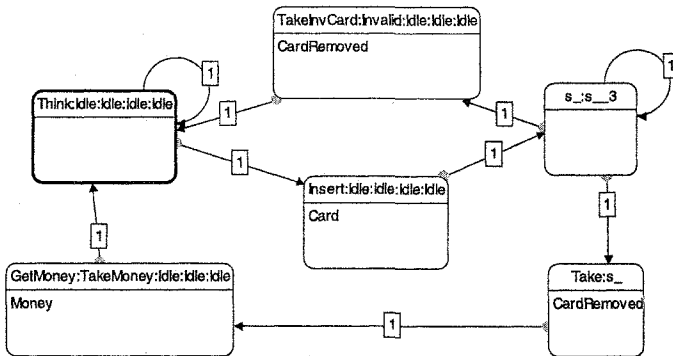 TakeInvCard:Invalid:Idle:Idle:Idle
CardRemoved
1
1
Think:Idle:Idle:Idle:Idle
s_:s__3
1
1
1
1
Insert:Idle:Idle:Idle:Idle
Card
1
1
GetMoney:TakeMoney:Idle:Idle:Idle
Money
Take:s_
CardRemoved
1